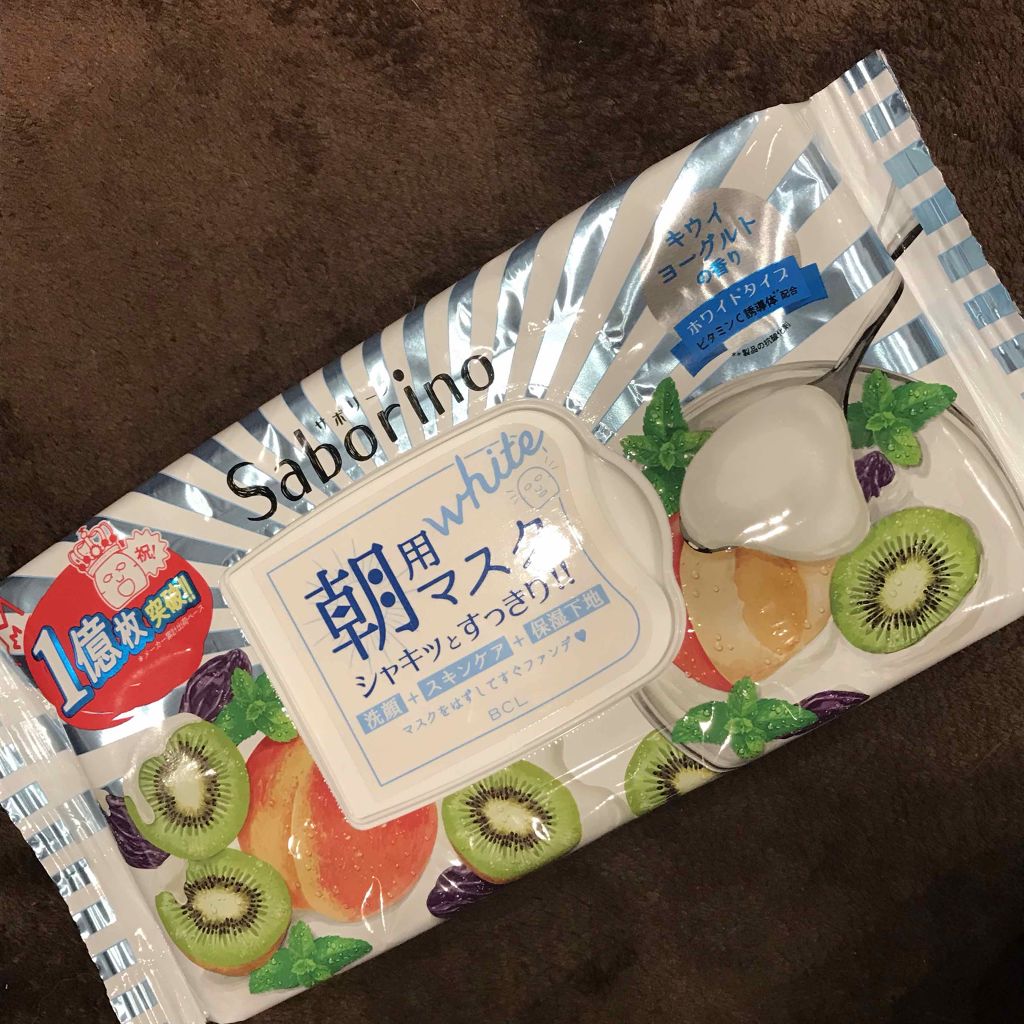 キウイ
ヨーグルト
の香り
ホワイトタイプ
ビタミンC誘導体*²配合
サボリーノ
Saborino
white
朝用
マスク
シャキッとすっきり!!
洗顔+スキンケア+保湿下地
マスクをはずしてすぐファンデ♥
BCL
祝!
1億枚突破!!